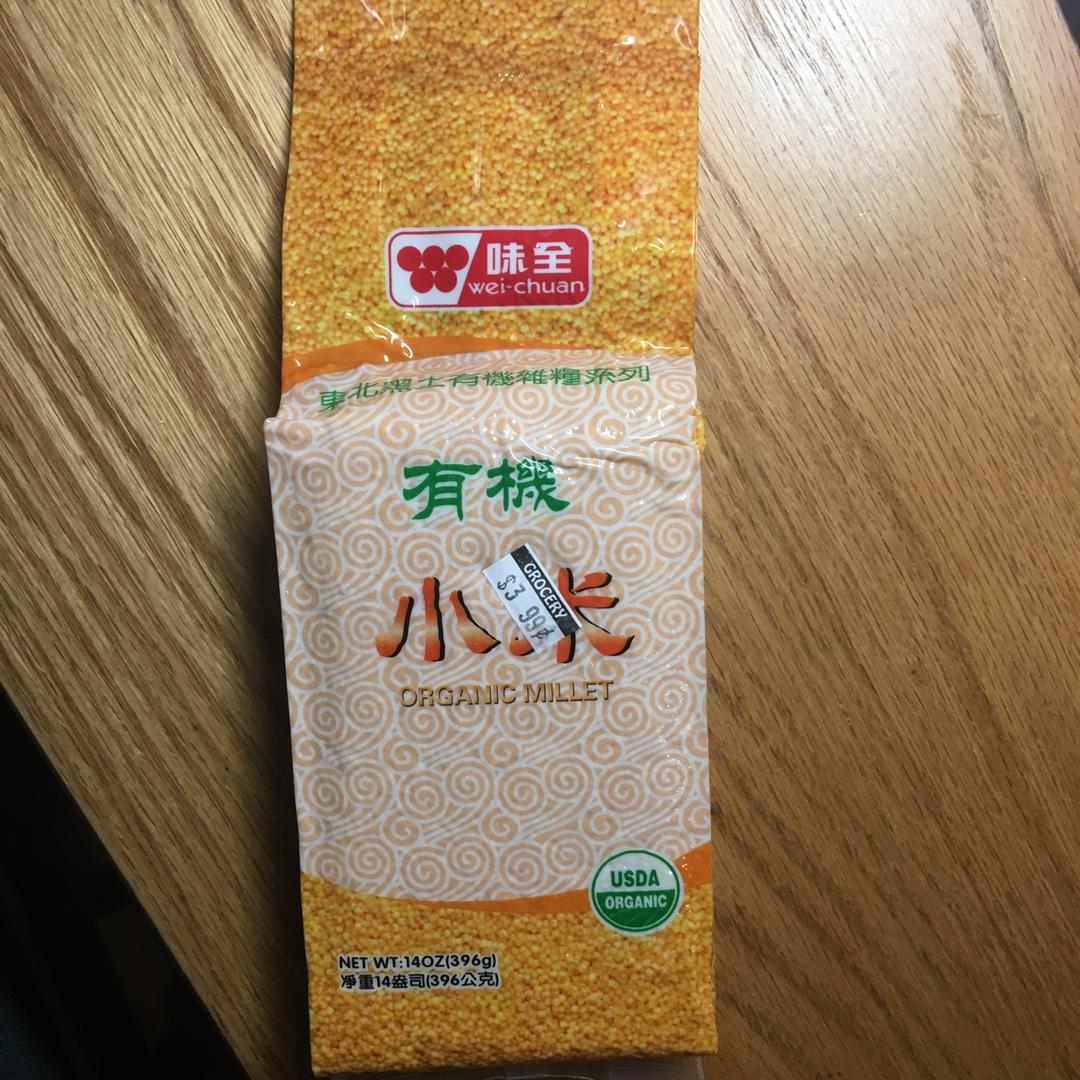 味全
wei-chuan
東北黑土有機雜糧系列
有機
小米
GROCERY
$3.99¢
ORGANIC MILLET
USDA
ORGANIC
NET WT:14OZ(396g)
凈重14盎司(396公克)